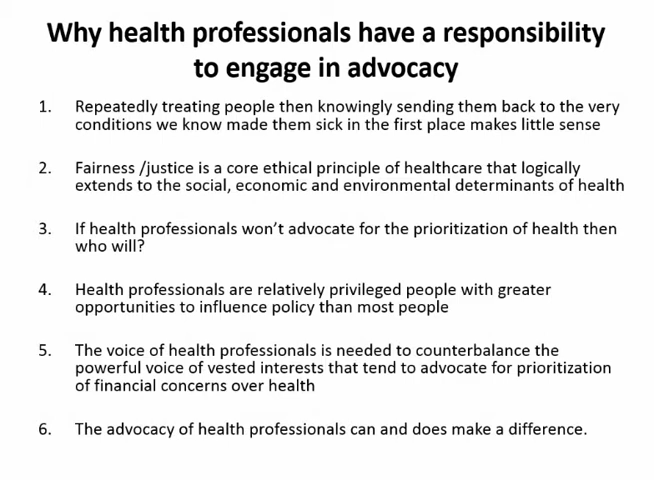 Why health professionals have a responsibility
to engage in advocacy
1. Repeatedly treating people then knowingly sending them back to the very
conditions we know made them sick in the first place makes little sense
2. Fairness /justice is a core ethical principle of healthcare that logically
extends to the social, economic and environmental determinants of health
3. If health professionals won't advocate for the prioritization of health then
who will?
4. Health professionals are relatively privileged people with greater
opportunities to influence policy than most people
5. The voice of health professionals is needed to counterbalance the
powerful voice of vested interests that tend to advocate for prioritization
of financial concerns over health
6. The advocacy of health professionals can and does make a difference.